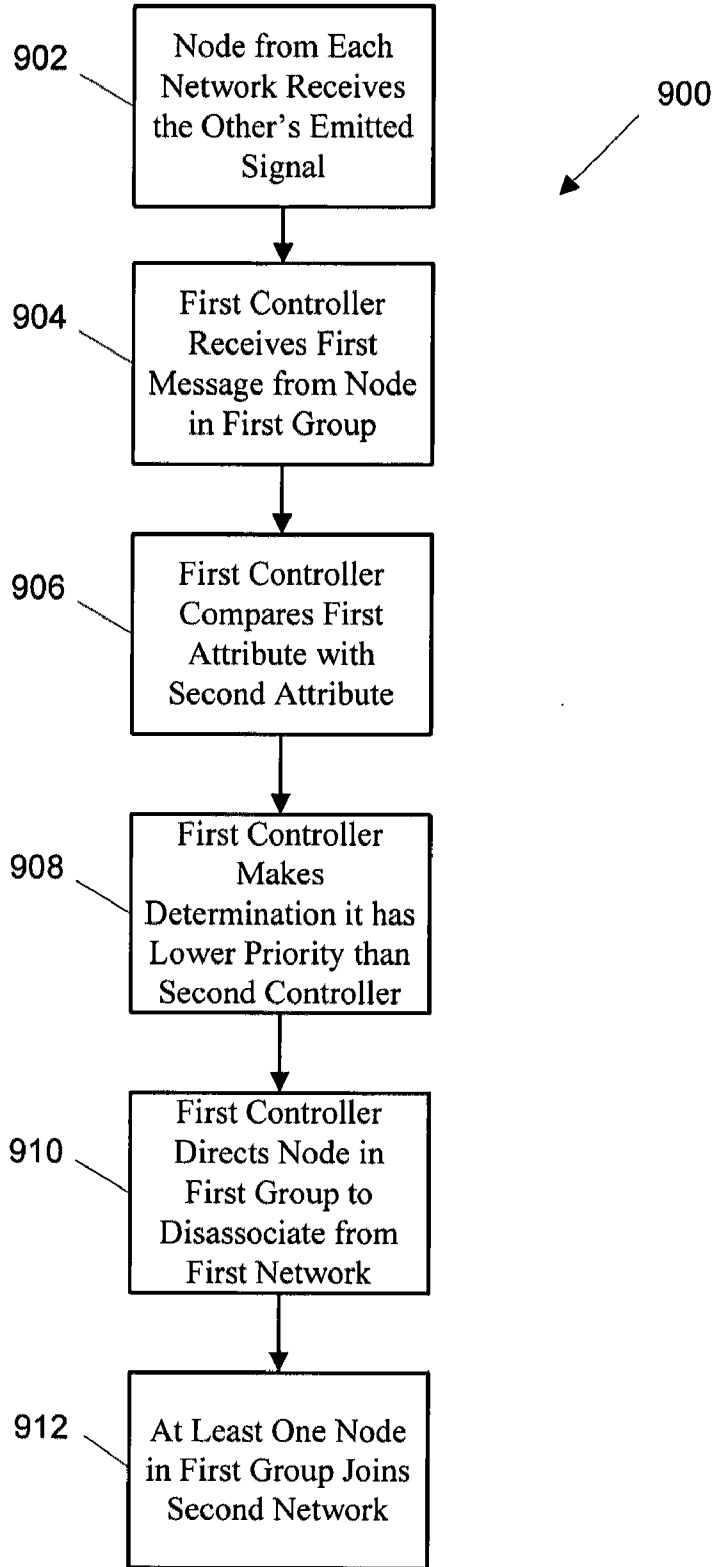 902
Node from Each
Network Receives
the Other's Emitted
Signal
900
904
First Controller
Receives First
Message from Node
in First Group
906
First Controller
Compares First
Attribute with
Second Attribute
908
First Controller
Makes
Determination it has
Lower Priority than
Second Controller
910
First Controller
Directs Node in
First Group to
Disassociate from
First Network
912
At Least One Node
in First Group Joins
Second Network